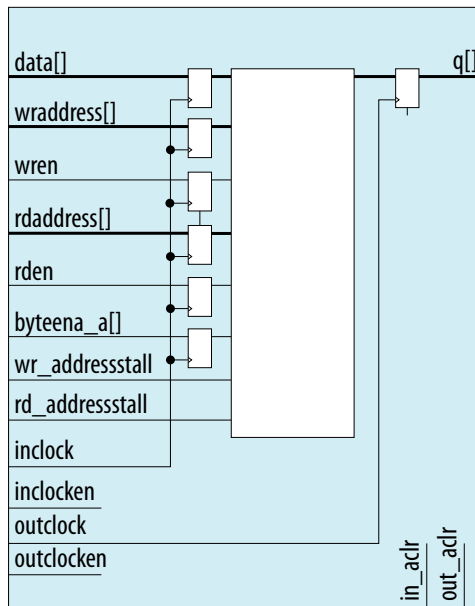 data[]
q[]
wraddress[]
wren
rdaddress[]
rden
byteena_a[]
wr_addressstall
rd_addressstall
inclock
inclocken
outclock
outclocken
in_aclr
out_aclr